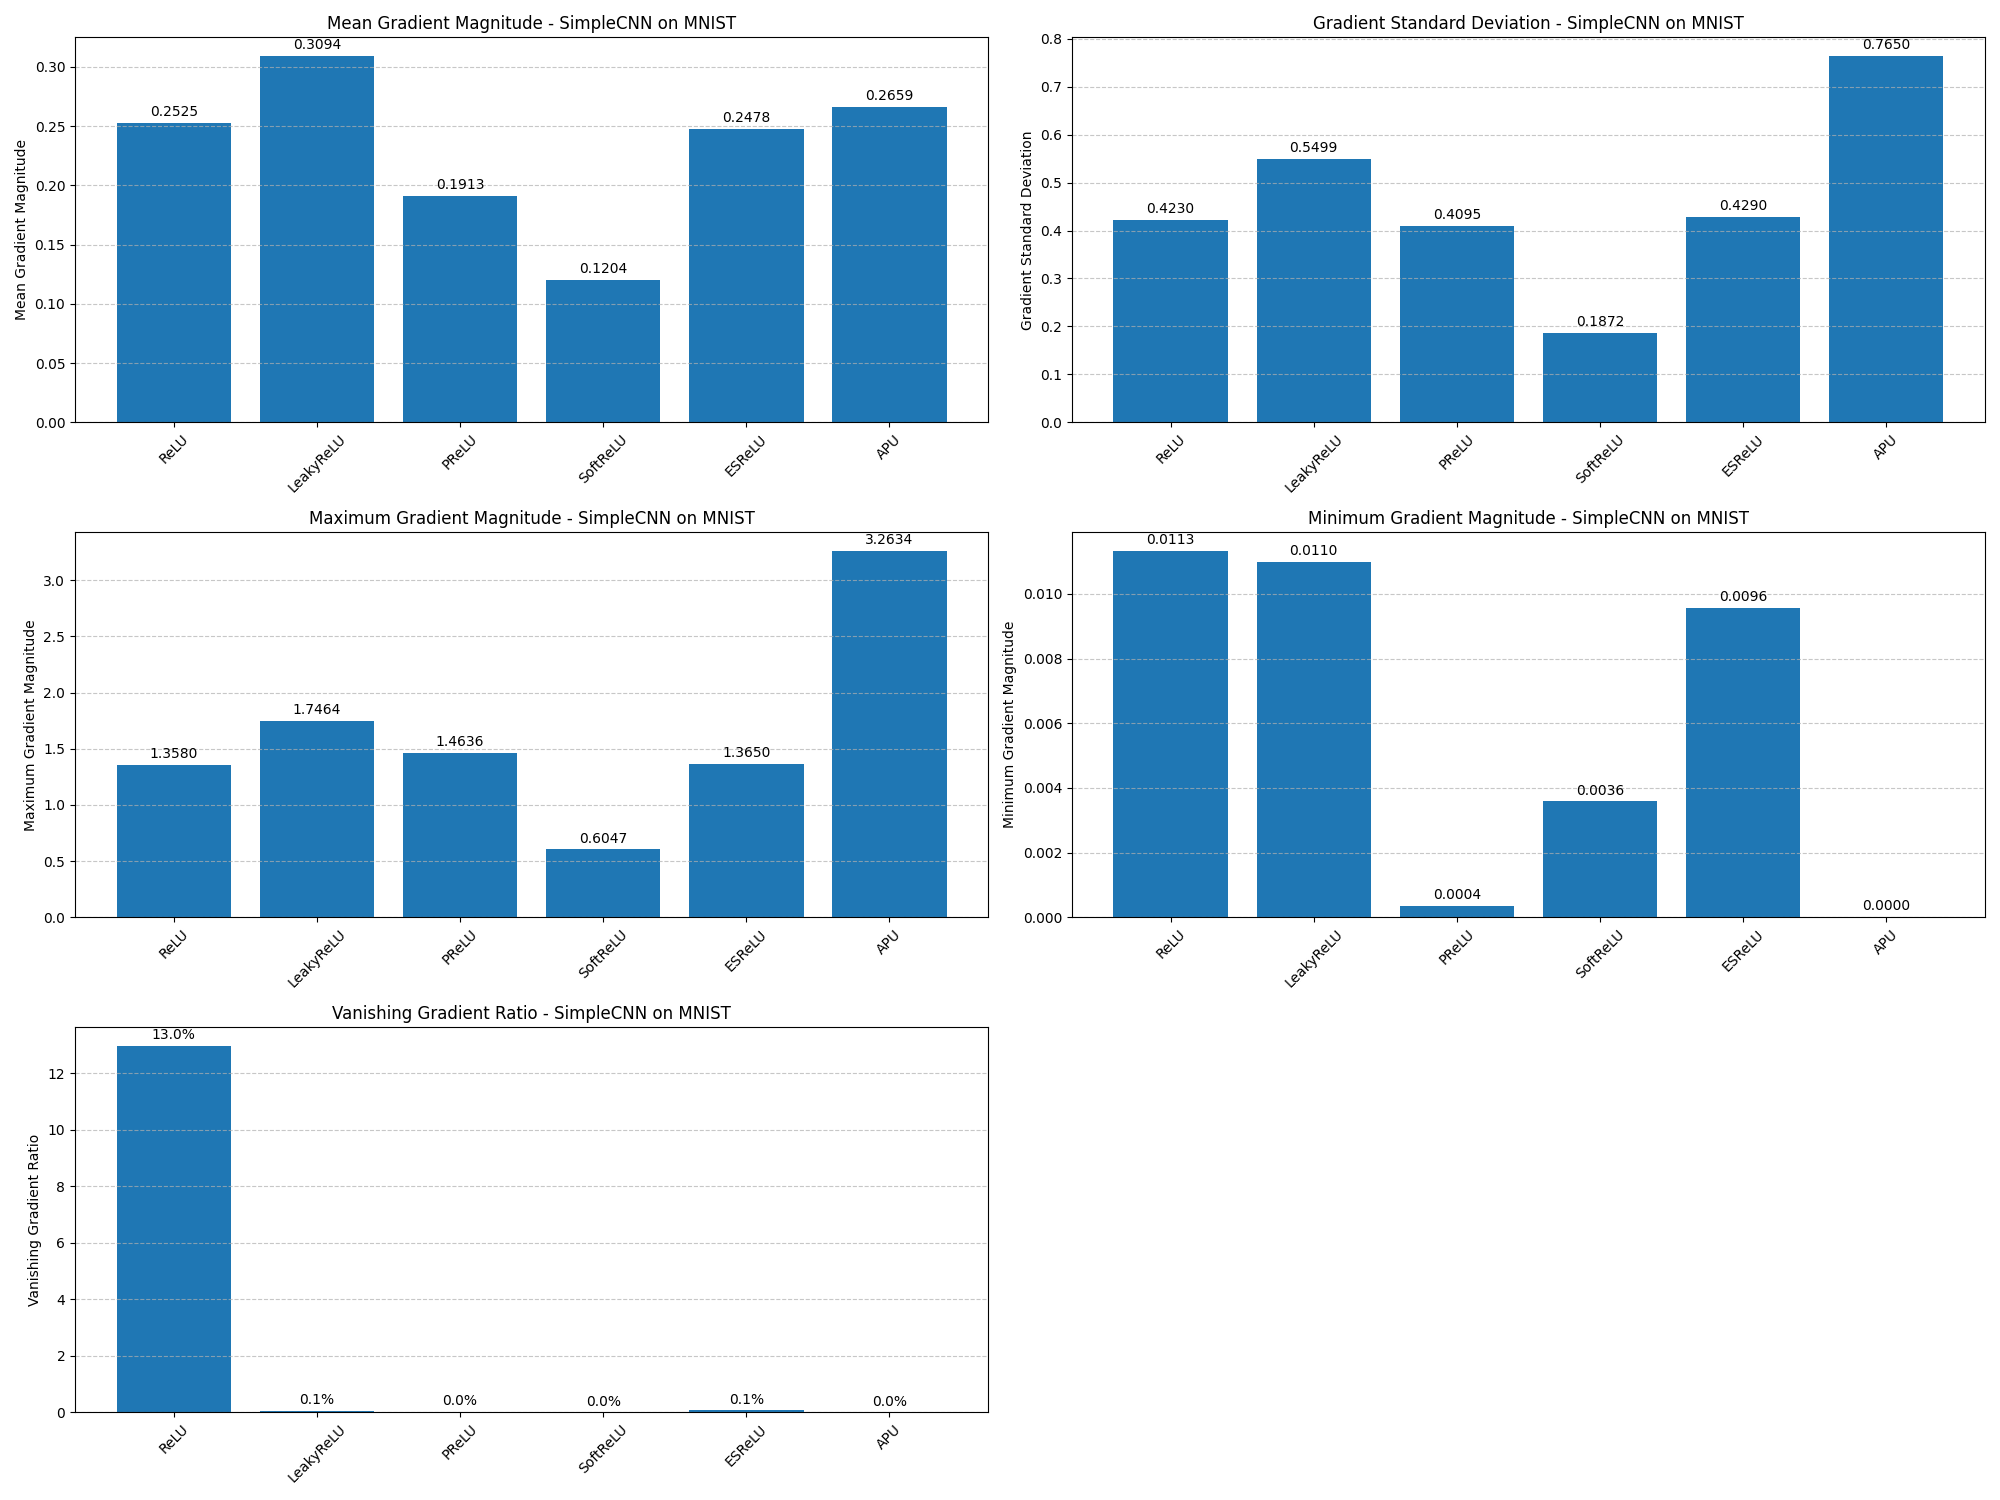 Mean Gradient Magnitude - SimpleCNN on MNIST
Mean Gradient Magnitude
0.30
0.25
0.20
0.15
0.10
0.05
0.00
0.2525
0.3094
0.1913
0.1204
0.2478
0.2659
ReLU
LeakyReLU
PReLU
SoftReLU
ESReLU
APU
Gradient Standard Deviation - SimpleCNN on MNIST
Gradient Standard Deviation
0.8
0.7
0.6
0.5
0.4
0.3
0.2
0.1
0.0
0.4230
0.5499
0.4095
0.1872
0.4290
0.7650
ReLU
LeakyReLU
PReLU
SoftReLU
ESReLU
APU
Maximum Gradient Magnitude - SimpleCNN on MNIST
Maximum Gradient Magnitude
3.0
2.5
2.0
1.5
1.0
0.5
0.0
1.3580
1.7464
1.4636
0.6047
1.3650
3.2634
ReLU
LeakyReLU
PReLU
SoftReLU
ESReLU
APU
Minimum Gradient Magnitude - SimpleCNN on MNIST
Minimum Gradient Magnitude
0.010
0.008
0.006
0.004
0.002
0.000
0.0113
0.0110
0.0004
0.0036
0.0096
0.0000
ReLU
LeakyReLU
PReLU
SoftReLU
ESReLU
APU
Vanishing Gradient Ratio - SimpleCNN on MNIST
Vanishing Gradient Ratio
12
10
8
6
4
2
0
13.0%
0.1%
0.0%
0.0%
0.1%
0.0%
ReLU
LeakyReLU
PReLU
SoftReLU
ESReLU
APU